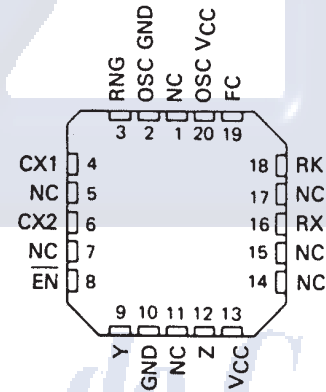 RNG
OSC GND
NC
OSC VCC
FC
3 2 1 20 19
CX1 4
NC 5
CX2 6
NC 7
EN 8
18 RK
17 NC
16 RX
15 NC
14 NC
9 10 11 12 13
Y
GND
NC
Z
VCC